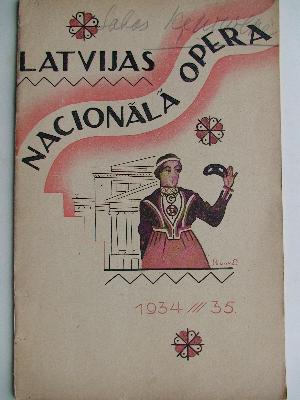 LATVIJAS
NACIONĀLĀ OPERA
1934 /// 35.